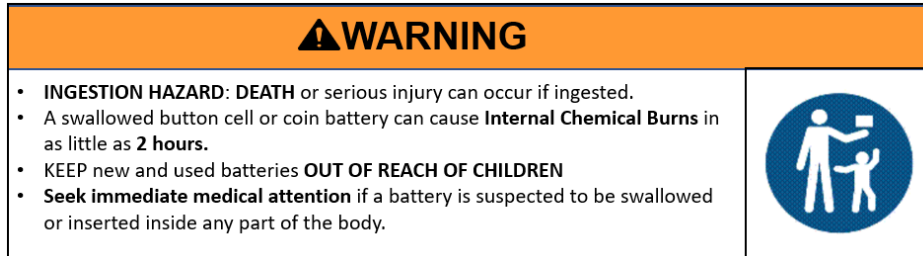 ⚠WARNING
• INGESTION HAZARD: DEATH or serious injury can occur if ingested.
• A swallowed button cell or coin battery can cause Internal Chemical Burns in
as little as 2 hours.
• KEEP new and used batteries OUT OF REACH OF CHILDREN
• Seek immediate medical attention if a battery is suspected to be swallowed
or inserted inside any part of the body.